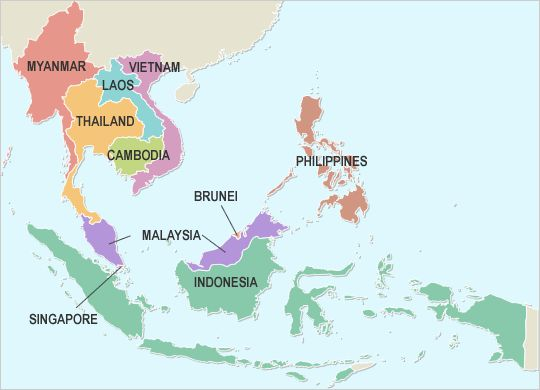 MYANMAR
VIETNAM
LAOS
THAILAND
CAMBODIA
PHILIPPINES
BRUNEI
MALAYSIA
INDONESIA
SINGAPORE